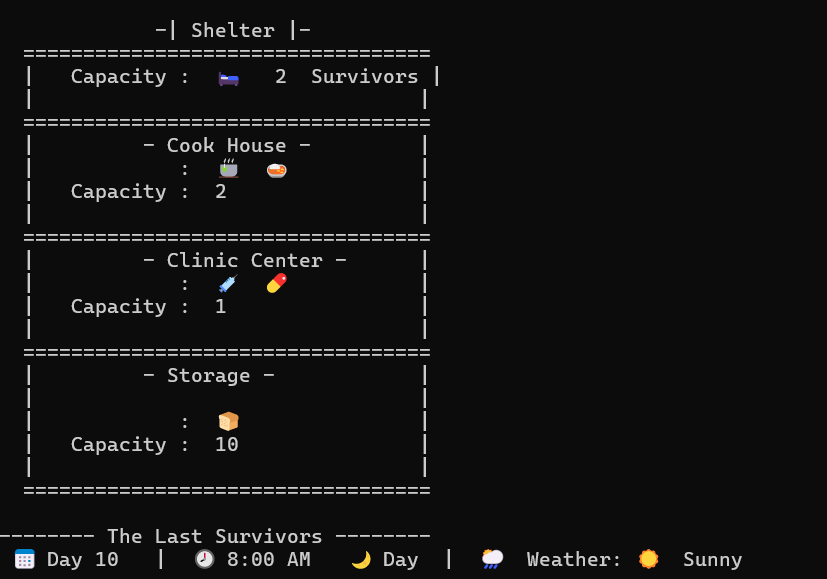 -| Shelter |-
==================================
| Capacity : 🛏️ 2 Survivors |
| |
==================================
| - Cook House - |
| : 🍲 🍜 |
| Capacity : 2 |
| |
==================================
| - Clinic Center - |
| : 💉 💊 |
| Capacity : 1 |
| |
==================================
| - Storage - |
| |
| : 📦 |
| Capacity : 10 |
| |
==================================
-------- The Last Survivors --------
📅 Day 10 | 🕗 8:00 AM 🌙 Day | 🌦️ Weather: ☀️ Sunny